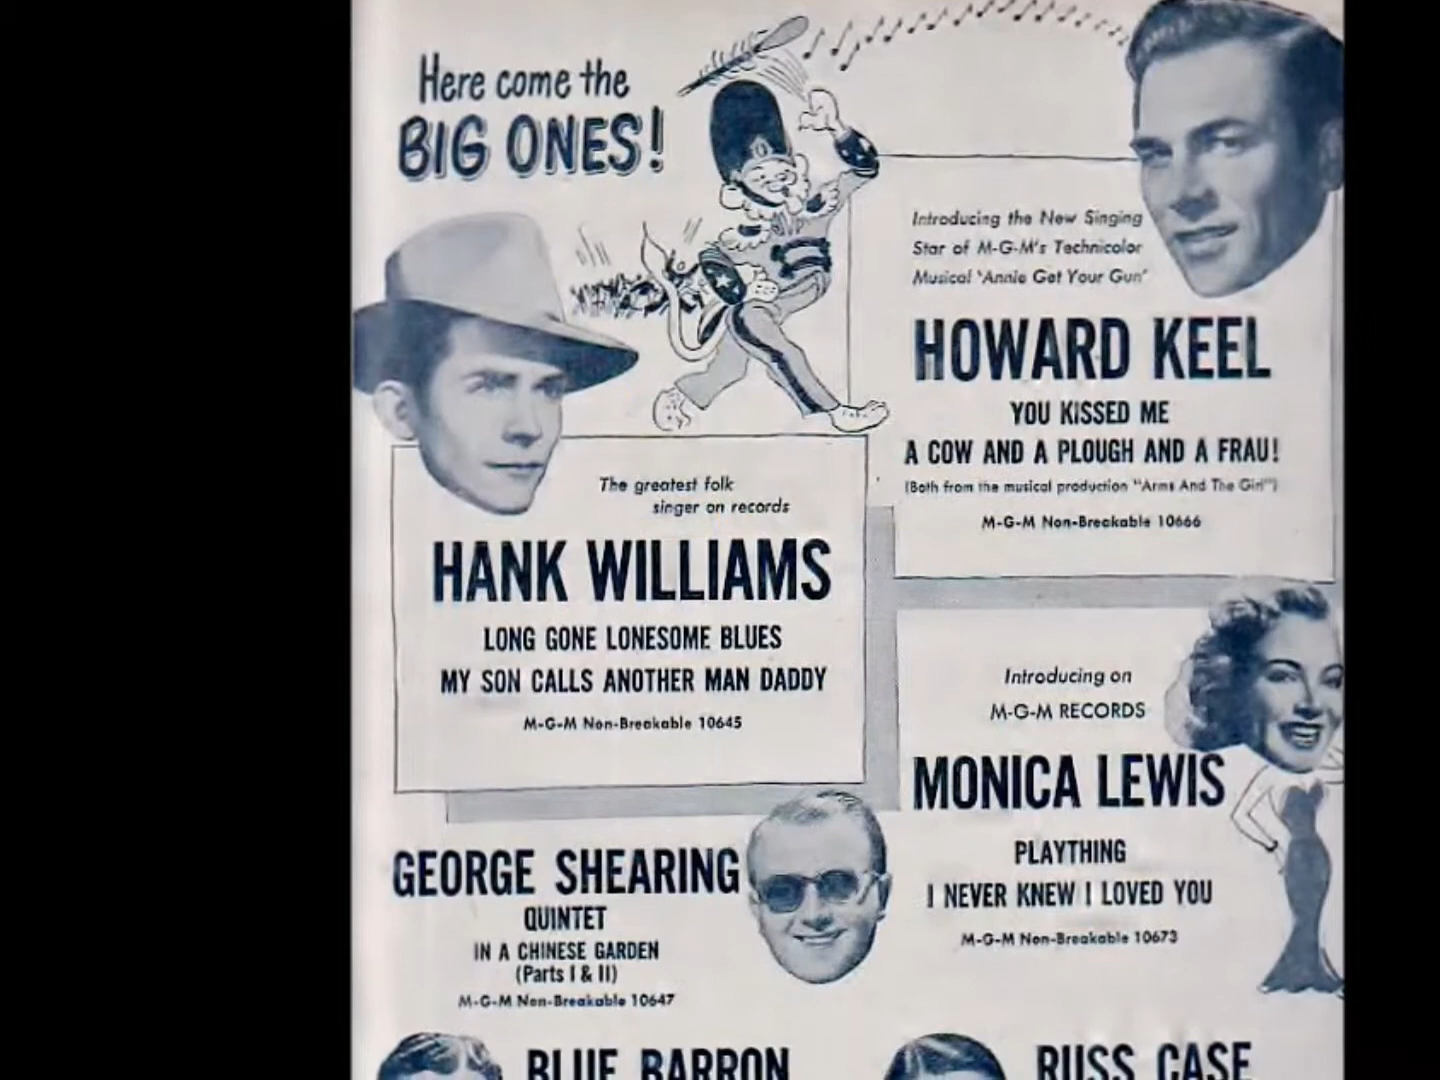 Here come the
BIG ONES!
Introducing the New Singing
Star of M-G-M's Technicolor
Musical 'Annie Get Your Gun'
HOWARD KEEL
YOU KISSED ME
A COW AND A PLOUGH AND A FRAU!
(Both from the musical production "Arms And The Girl")
M-G-M Non-Breakable 10666
The greatest folk
singer on records
HANK WILLIAMS
LONG GONE LONESOME BLUES
MY SON CALLS ANOTHER MAN DADDY
M-G-M Non-Breakable 10645
Introducing on
M-G-M RECORDS
MONICA LEWIS
PLAYTHING
I NEVER KNEW I LOVED YOU
M-G-M Non-Breakable 10673
GEORGE SHEARING
QUINTET
IN A CHINESE GARDEN
(Parts I & II)
M-G-M Non-Breakable 10647
BLUE BARRON
RUSS CASE